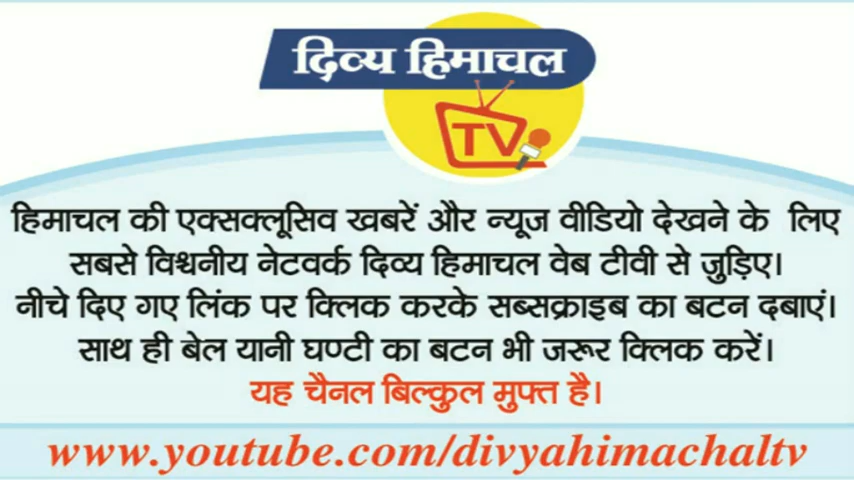 दिव्य हिमाचल
TV
हिमाचल की एक्सक्लूसिव खबरें और न्यूज वीडियो देखने के लिए
सबसे विश्वनीय नेटवर्क दिव्य हिमाचल वेब टीवी से जुड़िए।
नीचे दिए गए लिंक पर क्लिक करके सब्सक्राइब का बटन दबाएं।
साथ ही बेल यानी घण्टी का बटन भी जरूर क्लिक करें।
यह चैनल बिल्कुल मुफ्त है।
www.youtube.com/divyahimachaltv